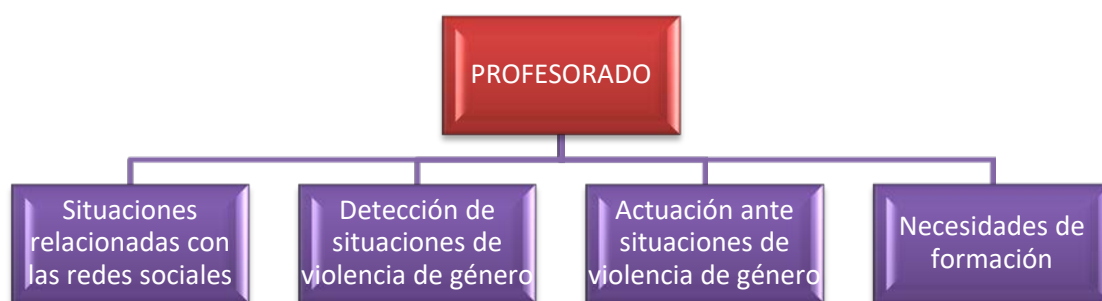 PROFESORADO
Situaciones
relacionadas con
las redes sociales
Detección de
situaciones de
violencia de género
Actuación ante
situaciones de
violencia de género
Necesidades de
formación